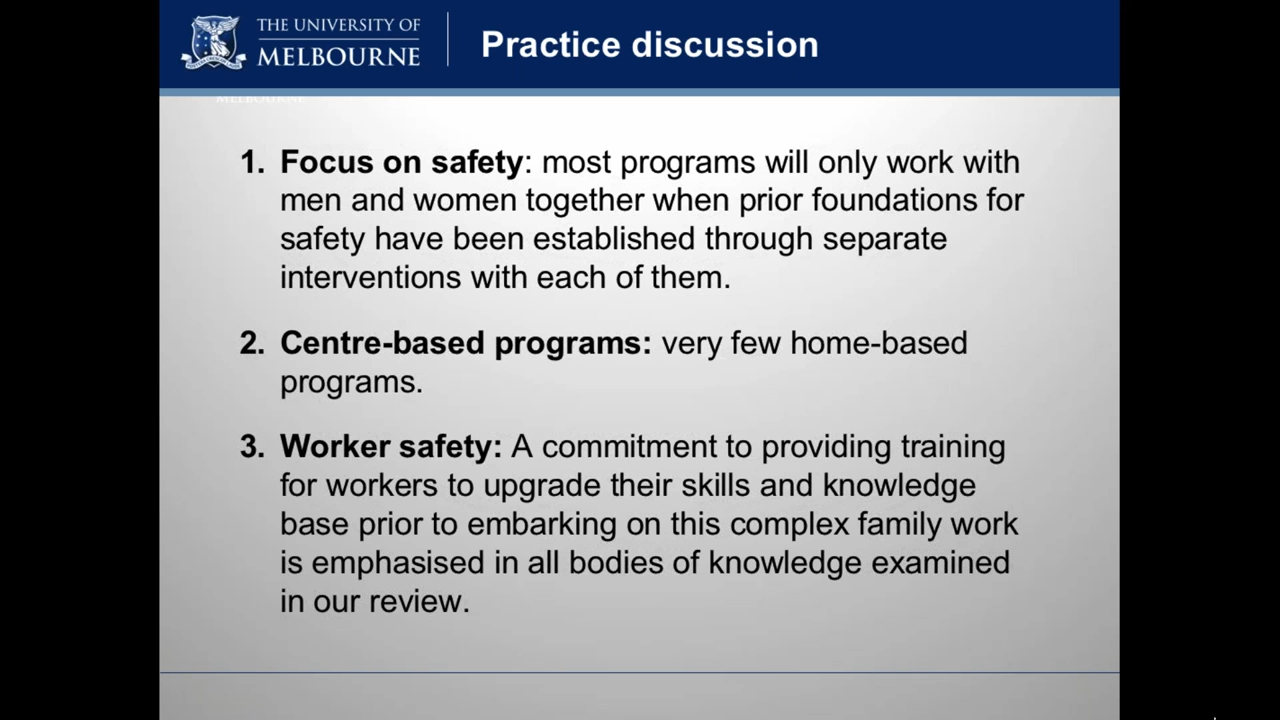 THE UNIVERSITY OF
MELBOURNE
Practice discussion
MELBOURNE
1. Focus on safety: most programs will only work with
men and women together when prior foundations for
safety have been established through separate
interventions with each of them.
2. Centre-based programs: very few home-based
programs.
3. Worker safety: A commitment to providing training
for workers to upgrade their skills and knowledge
base prior to embarking on this complex family work
is emphasised in all bodies of knowledge examined
in our review.